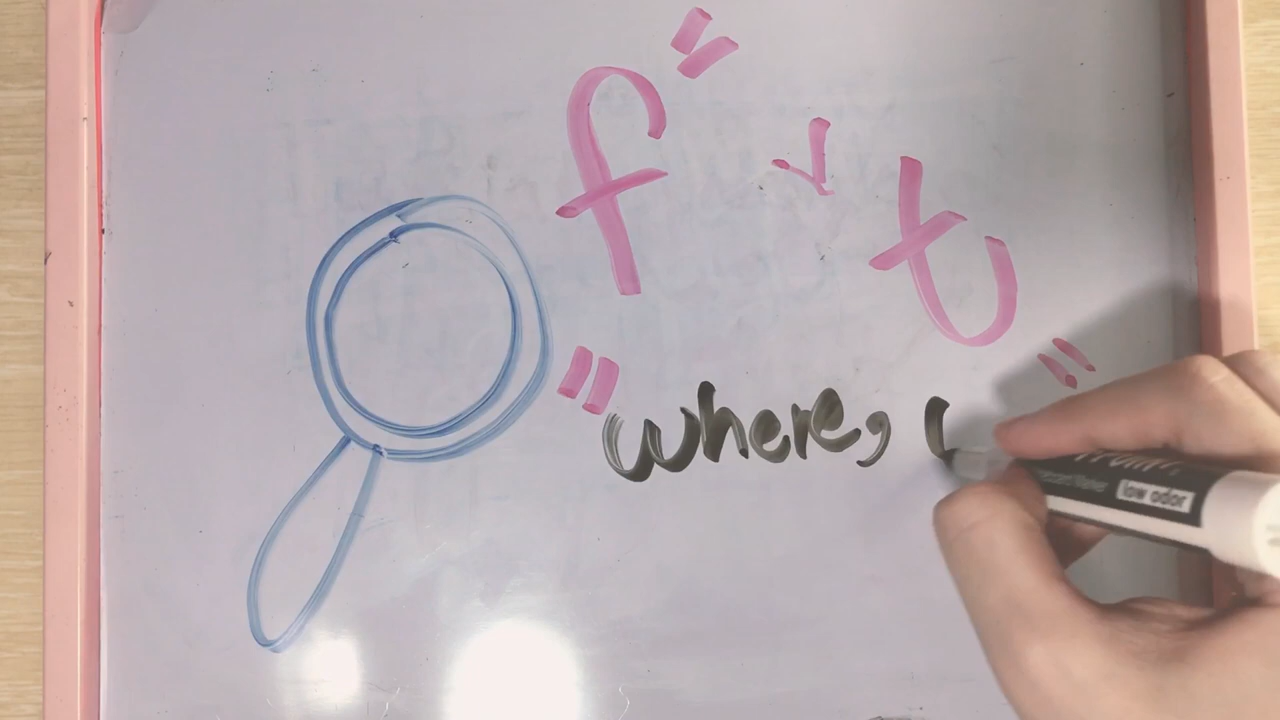 f t
"where,
low odor